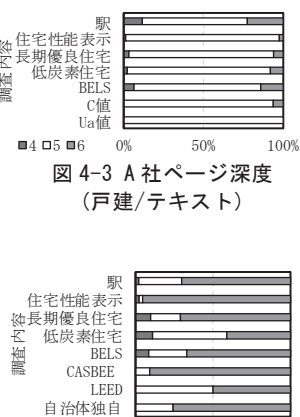 調査内容
駅
住宅性能表示
長期優良住宅
低炭素住宅
BELS
C値
Ua値
■4 □5 ■6
0% 50% 100%
図 4-3 A 社ページ深度
(戸建/テキスト)
調査内容
駅
住宅性能表示
長期優良住宅
低炭素住宅
BELS
CASBEE
LEED
自治体独自